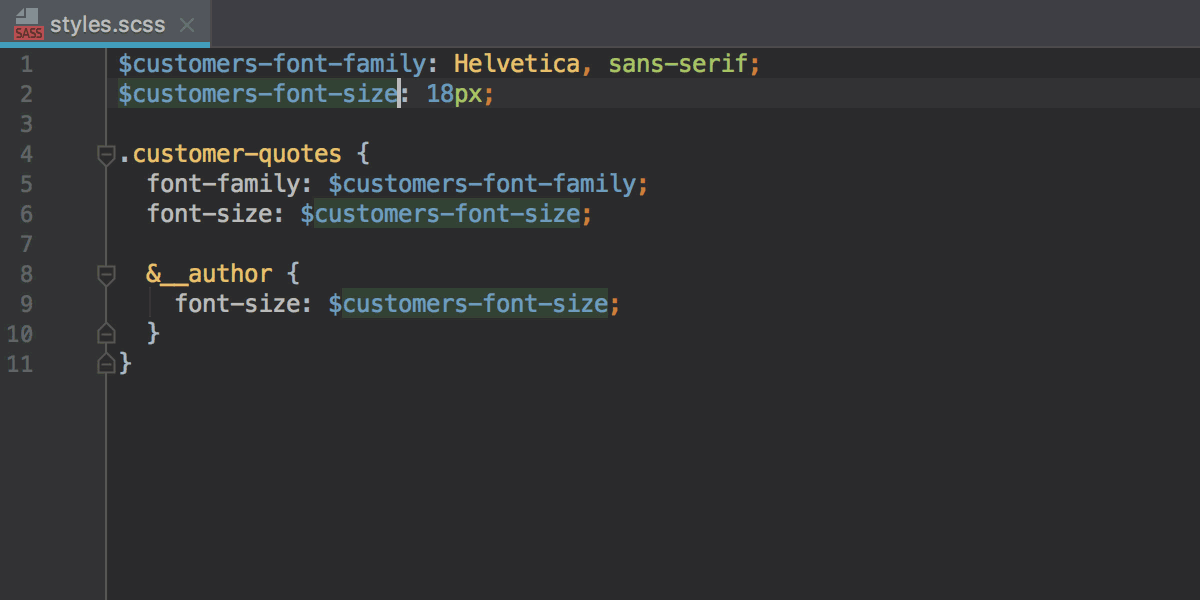 styles.scss
SASS
1 $customers-font-family: Helvetica, sans-serif;
2 $customers-font-size: 18px;
3
4 .customer-quotes {
5   font-family: $customers-font-family;
6   font-size: $customers-font-size;
7
8   &__author {
9     font-size: $customers-font-size;
10   }
11 }